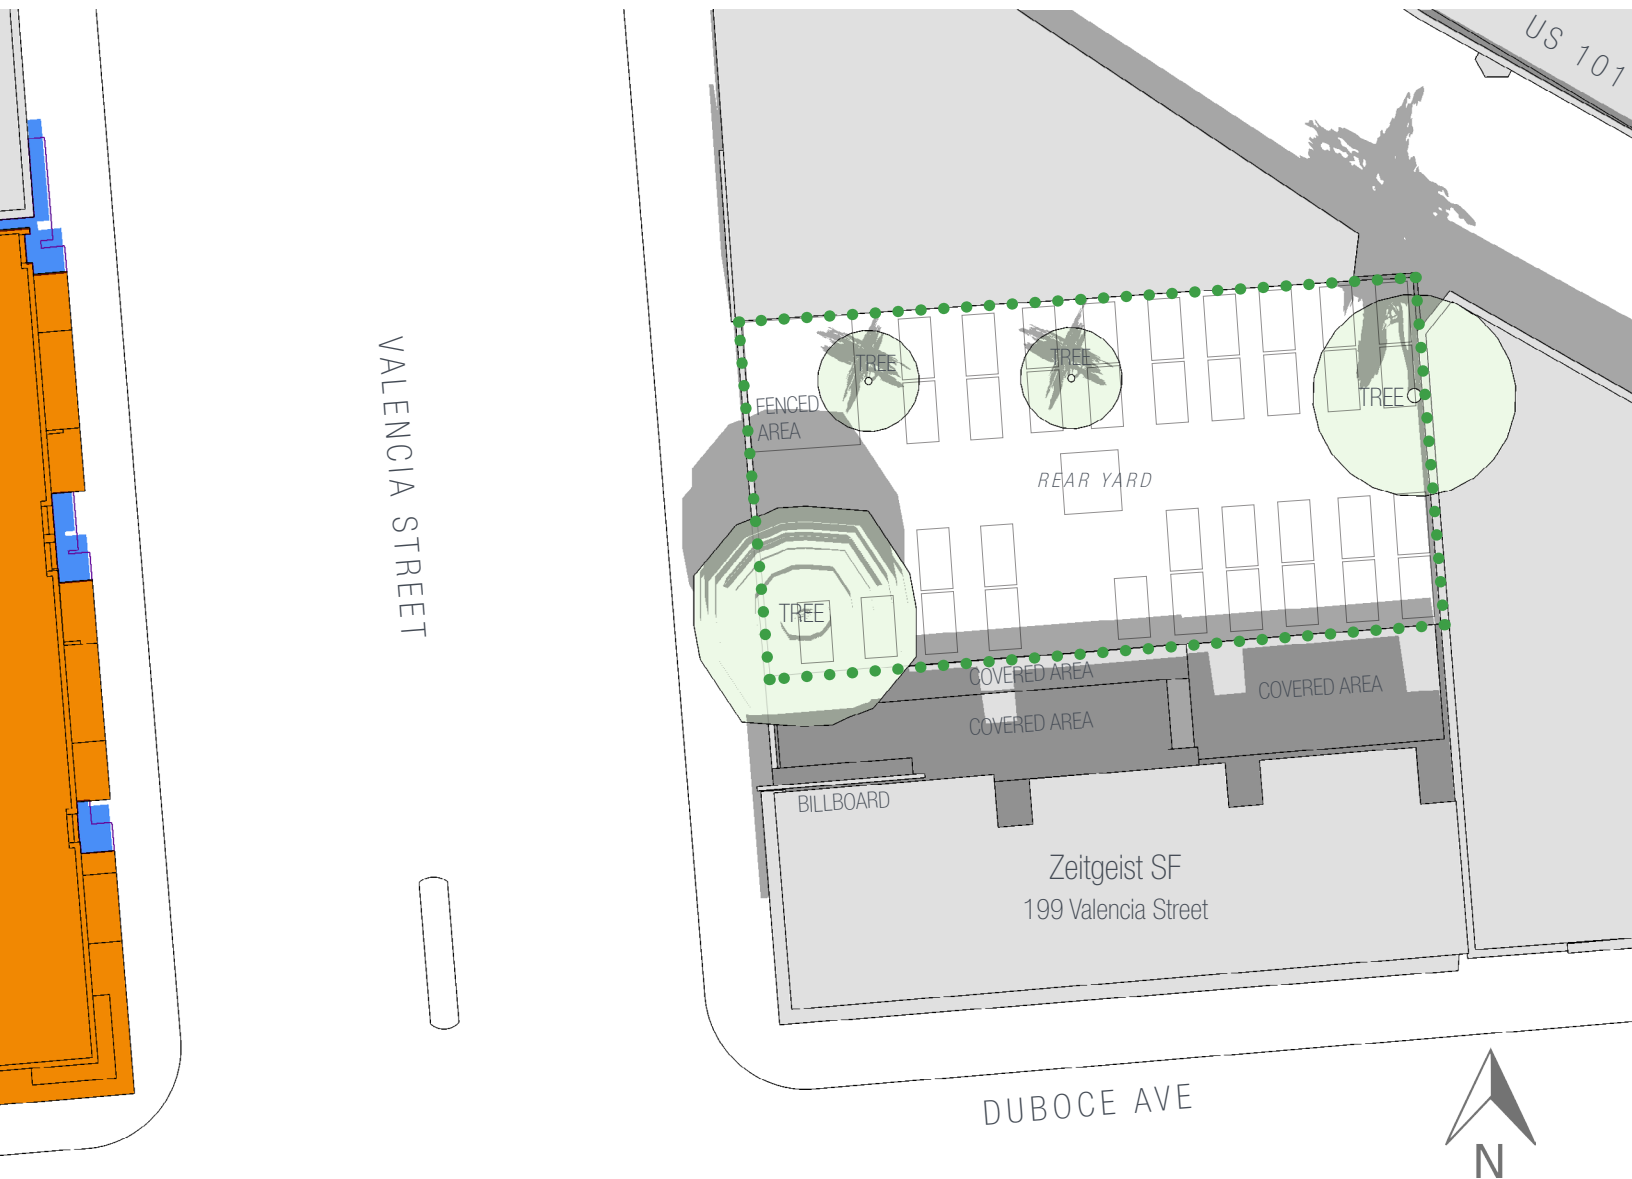 US 101
VALENCIA STREET
TREE
TREE
TREE
FENCED
AREA
REAR YARD
TREE
COVERED AREA
COVERED AREA
COVERED AREA
BILLBOARD
Zeitgeist SF
199 Valencia Street
DUBOCE AVE
N